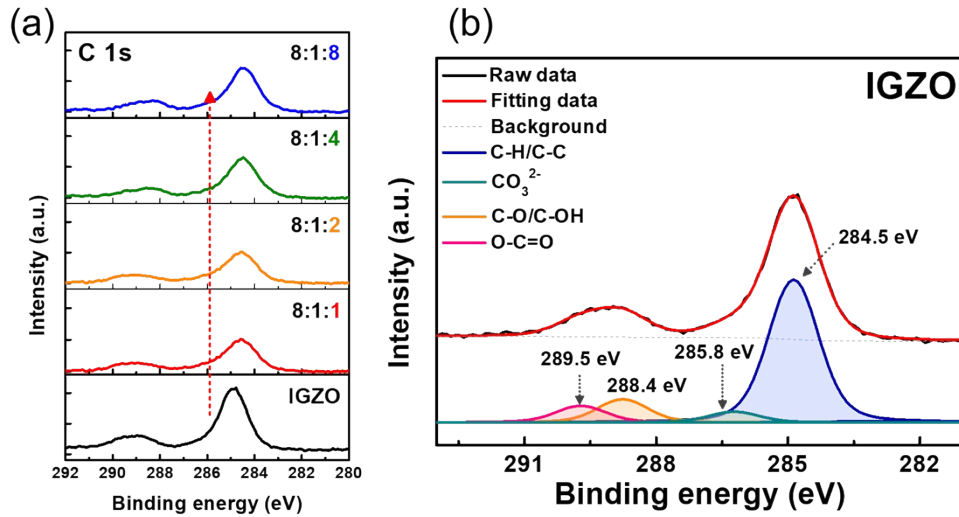 (a)
C 1s
8:1:8
8:1:4
8:1:2
8:1:1
IGZO
Intensity (a.u.)
292 290 288 286 284 282 280
Binding energy (eV)
(b)
IGZO
Raw data
Fitting data
Background
C-H/C-C
CO₃²⁻
C-O/C-OH
O-C=O
284.5 eV
285.8 eV
289.5 eV
288.4 eV
Intensity (a.u.)
291 288 285 282
Binding energy (eV)